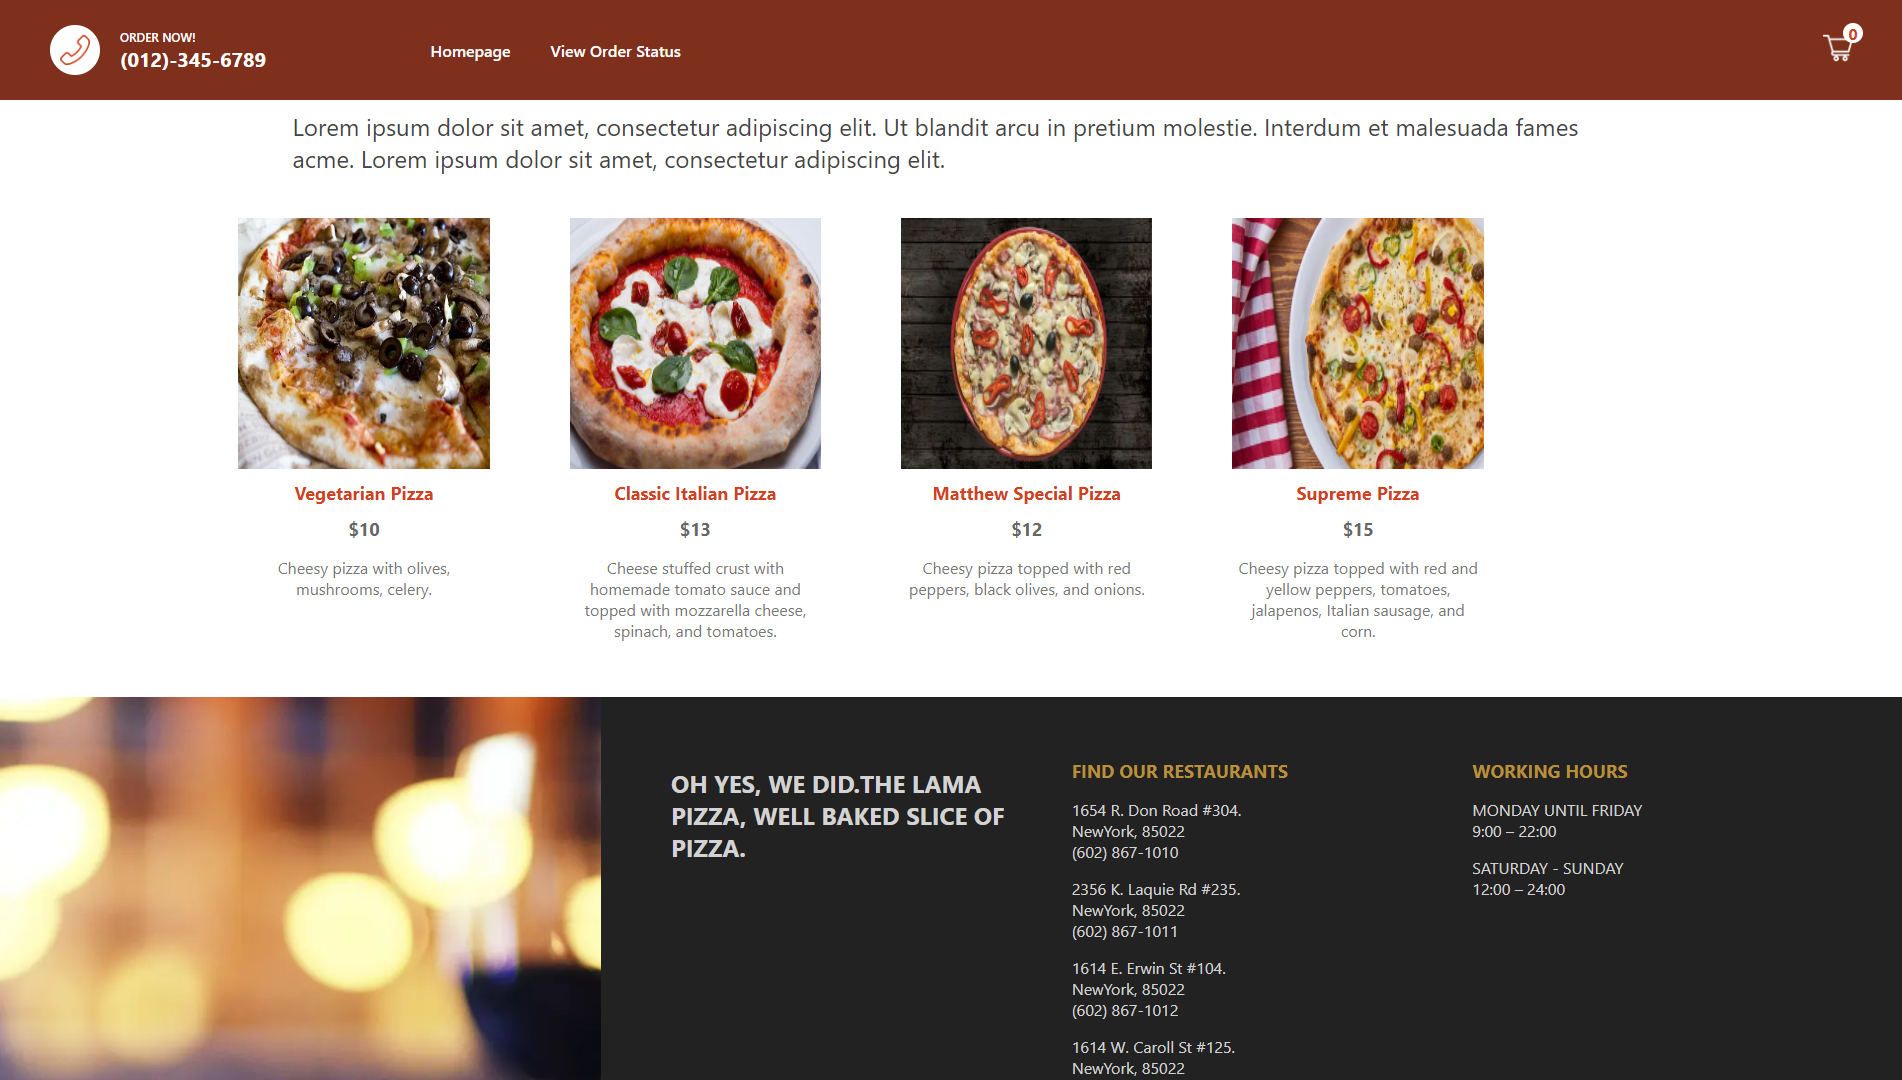 ORDER NOW!
(012)-345-6789
Homepage
View Order Status
0
Lorem ipsum dolor sit amet, consectetur adipiscing elit. Ut blandit arcu in pretium molestie. Interdum et malesuada fames
acme. Lorem ipsum dolor sit amet, consectetur adipiscing elit.
Vegetarian Pizza
$10
Cheesy pizza with olives,
mushrooms, celery.
Classic Italian Pizza
$13
Cheese stuffed crust with
homemade tomato sauce and
topped with mozzarella cheese,
spinach, and tomatoes.
Matthew Special Pizza
$12
Cheesy pizza topped with red
peppers, black olives, and onions.
Supreme Pizza
$15
Cheesy pizza topped with red and
yellow peppers, tomatoes,
jalapenos, Italian sausage, and
corn.
OH YES, WE DID.THE LAMA
PIZZA, WELL BAKED SLICE OF
PIZZA.
FIND OUR RESTAURANTS
1654 R. Don Road #304.
NewYork, 85022
(602) 867-1010
2356 K. Laquie Rd #235.
NewYork, 85022
(602) 867-1011
1614 E. Erwin St #104.
NewYork, 85022
(602) 867-1012
1614 W. Caroll St #125.
NewYork, 85022
WORKING HOURS
MONDAY UNTIL FRIDAY
9:00 – 22:00
SATURDAY - SUNDAY
12:00 – 24:00